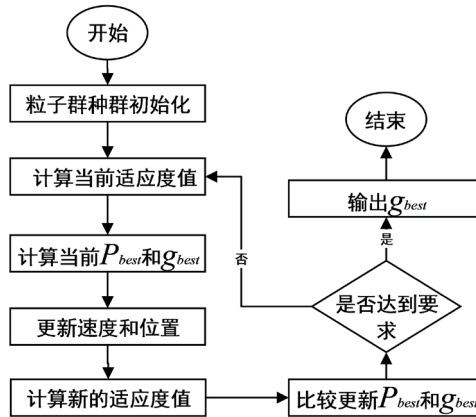 开始
粒子群种群初始化
计算当前适应度值
计算当前Pbest和gbest
更新速度和位置
计算新的适应度值
比较更新Pbest和gbest
是否达到要
求
否
是
输出gbest
结束